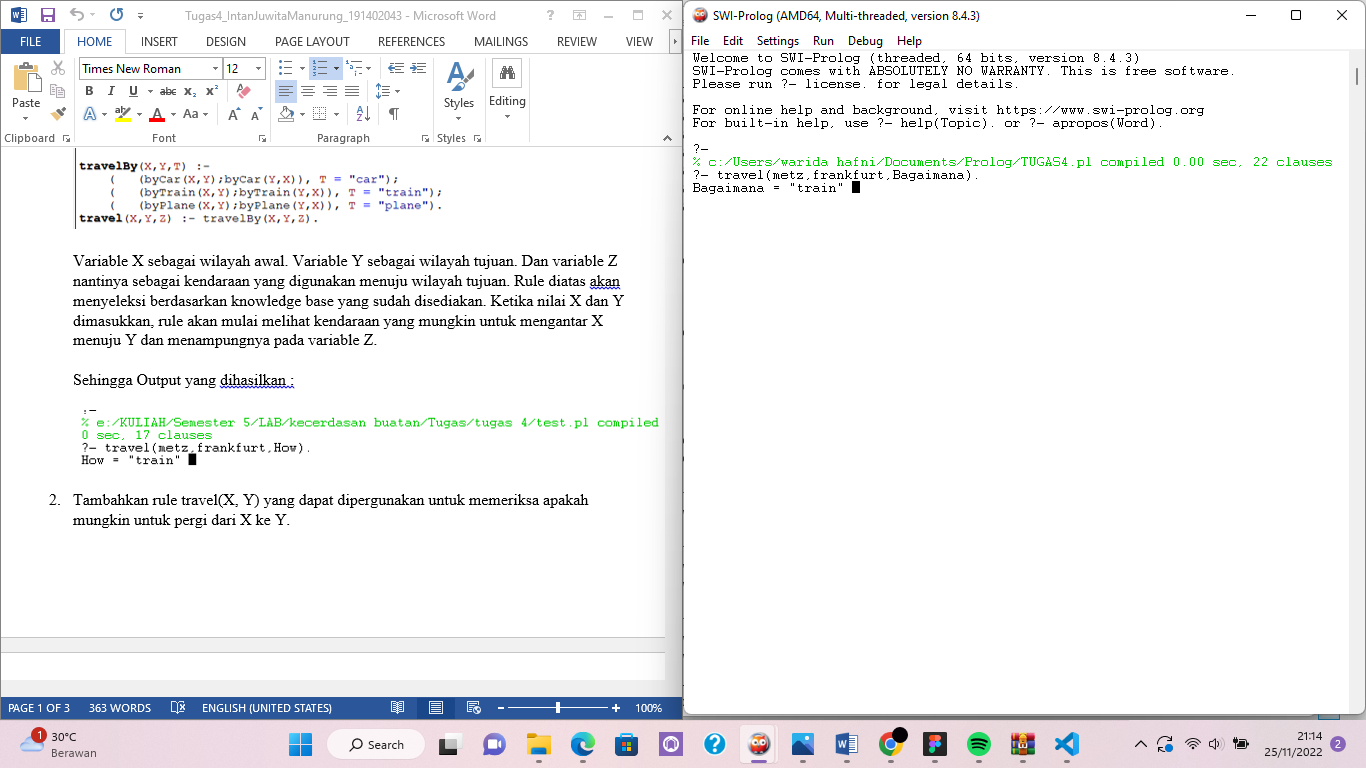 Tugas4_IntanJuwitaManurung_191402043 - Microsoft Word
FILE HOME INSERT DESIGN PAGE LAYOUT REFERENCES MAILINGS REVIEW VIEW
Times New Roman 12
Paste
Styles
Editing
Clipboard Font Paragraph Styles
travelBy(X,Y,T) :-
( (byCar(X,Y);byCar(Y,X)), T = "car");
( (byTrain(X,Y);byTrain(Y,X)), T = "train");
( (byPlane(X,Y);byPlane(Y,X)), T = "plane").
travel(X,Y,Z) :- travelBy(X,Y,Z).
Variable X sebagai wilayah awal. Variable Y sebagai wilayah tujuan. Dan variable Z
nantinya sebagai kendaraan yang digunakan menuju wilayah tujuan. Rule diatas akan
menyeleksi berdasarkan knowledge base yang sudah disediakan. Ketika nilai X dan Y
dimasukkan, rule akan mulai melihat kendaraan yang mungkin untuk mengantar X
menuju Y dan menampungnya pada variable Z.
Sehingga Output yang dihasilkan :
% e:/KULIAH/Semester 5/LAB/kecerdasan buatan/Tugas/tugas 4/test.pl compiled
0 sec, 17 clauses
?- travel(metz,frankfurt,How).
How = "train"
2. Tambahkan rule travel(X, Y) yang dapat dipergunakan untuk memeriksa apakah
mungkin untuk pergi dari X ke Y.
PAGE 1 OF 3 363 WORDS ENGLISH (UNITED STATES) 100%
SWI-Prolog (AMD64, Multi-threaded, version 8.4.3)
File Edit Settings Run Debug Help
Welcome to SWI-Prolog (threaded, 64 bits, version 8.4.3)
SWI-Prolog comes with ABSOLUTELY NO WARRANTY. This is free software.
Please run ?- license. for legal details.
For online help and background, visit https://www.swi-prolog.org
For built-in help, use ?- help(Topic). or ?- apropos(Word).
?-
% c:/Users/warida hafni/Documents/Prolog/TUGAS4.pl compiled 0.00 sec, 22 clauses
?- travel(metz,frankfurt,Bagaimana).
Bagaimana = "train"
1
30°C
Berawan
Search
21:14
25/11/2022
2